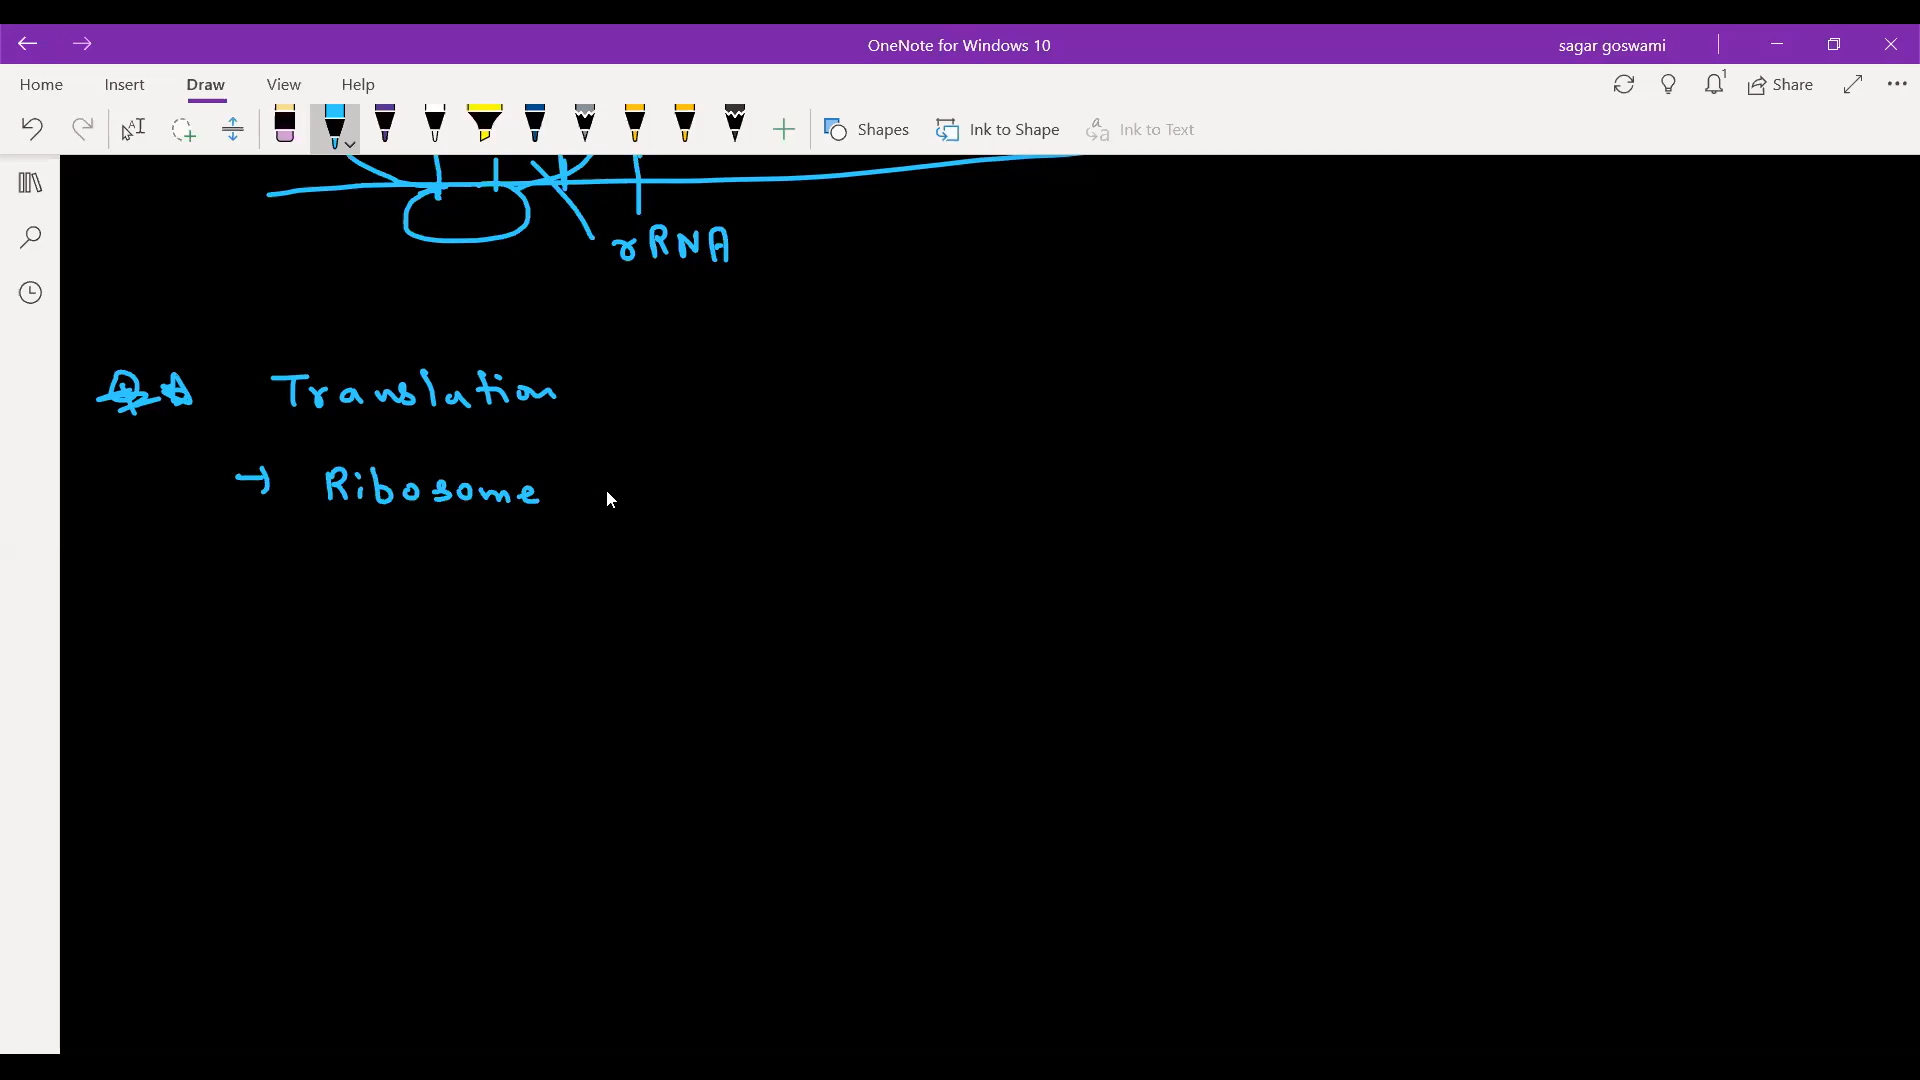 OneNote for Windows 10
sagar goswami
Home Insert Draw View Help
1
Share
Shapes
Ink to Shape
Ink to Text
rRNA
Translation
→ Ribosome